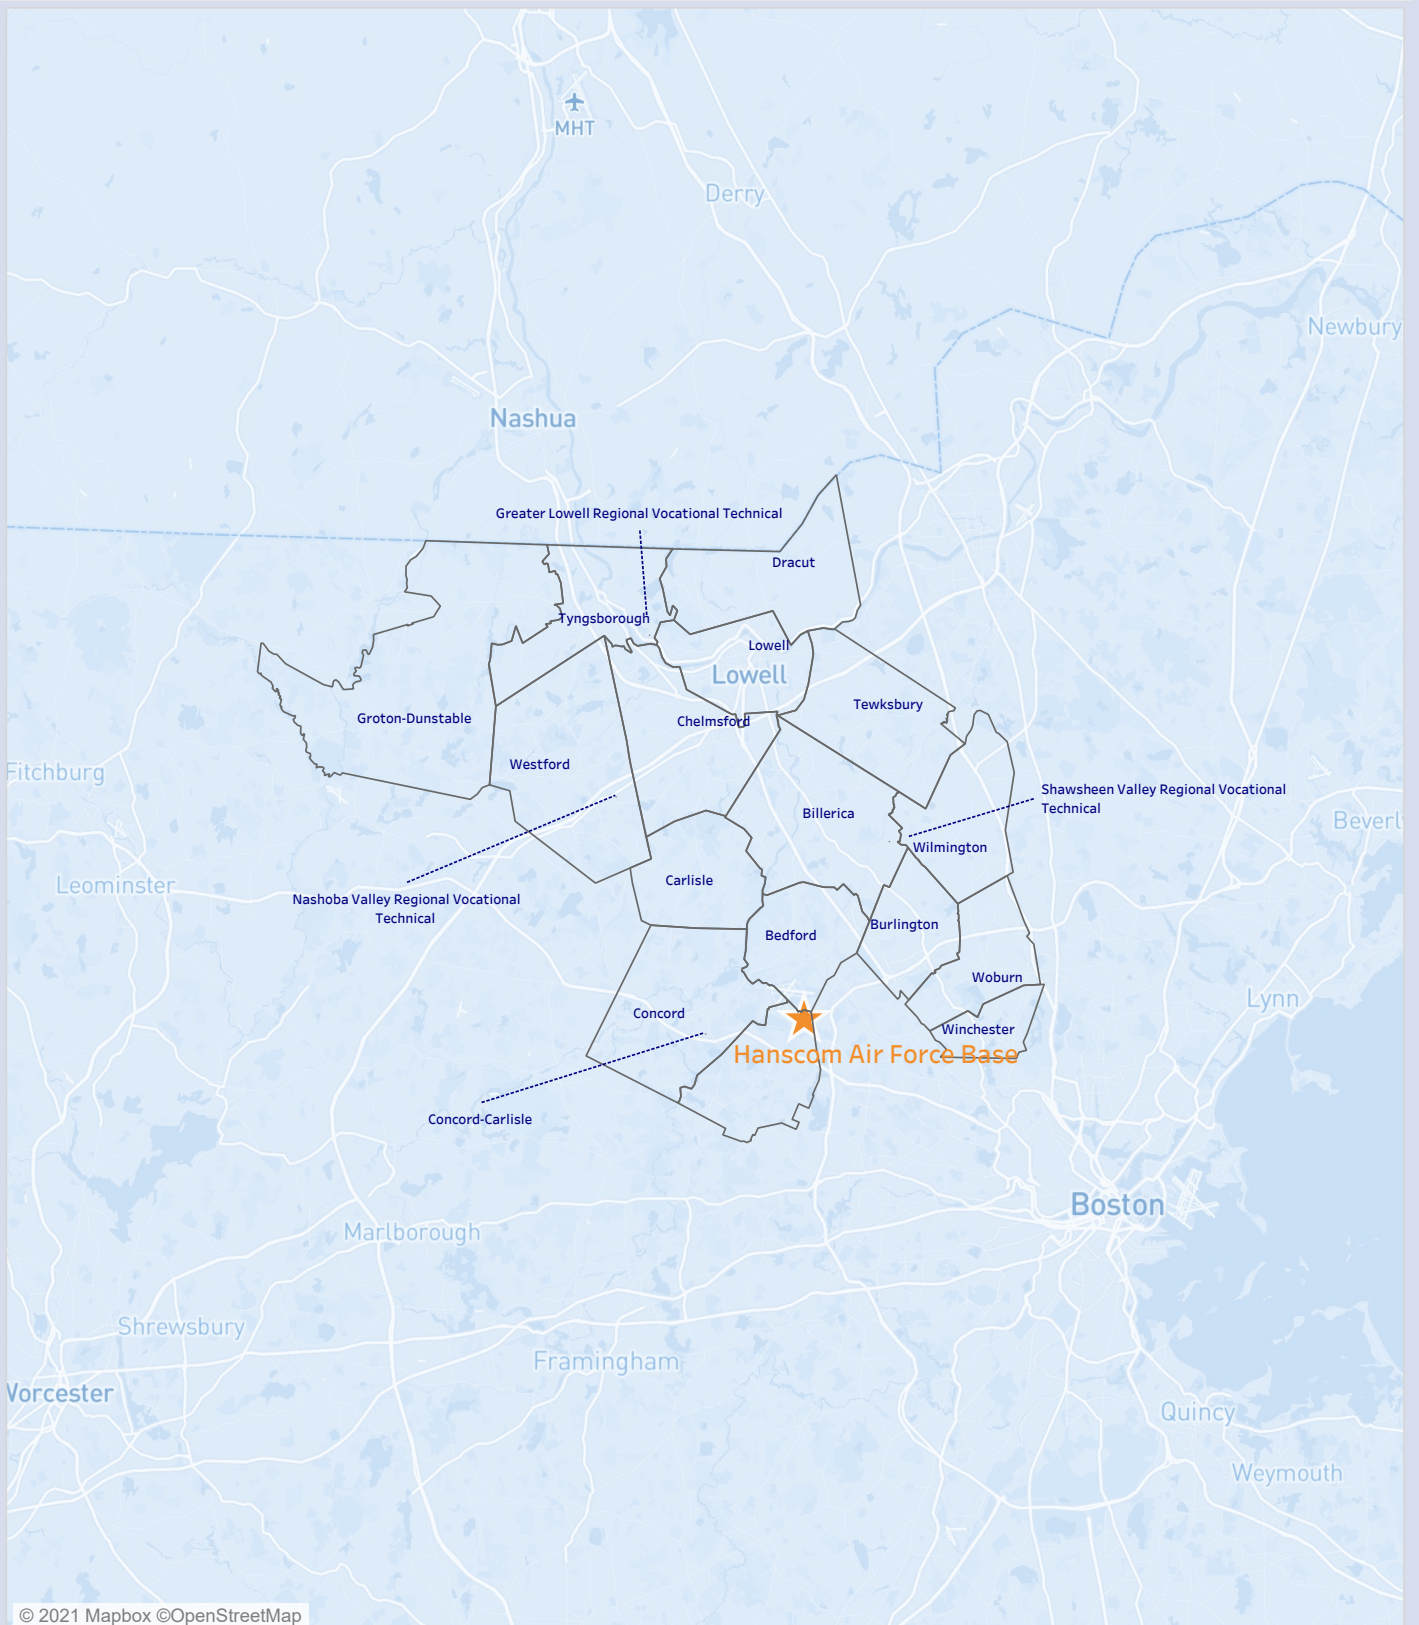 MHT
Derry
Newbury
Nashua
Greater Lowell Regional Vocational Technical
Dracut
Tyngsborough
Lowell
Lowell
Tewksbury
Groton-Dunstable
Chelmsford
Westford
Fitchburg
Shawsheen Valley Regional Vocational
Technical
Billerica
Beverl
Wilmington
Carlisle
Leominster
Nashoba Valley Regional Vocational
Technical
Burlington
Bedford
Woburn
Lynn
Concord
Winchester
Hanscom Air Force Base
Concord-Carlisle
Boston
Marlborough
Shrewsbury
Framingham
Worcester
Quincy
Weymouth
© 2021 Mapbox ©OpenStreetMap